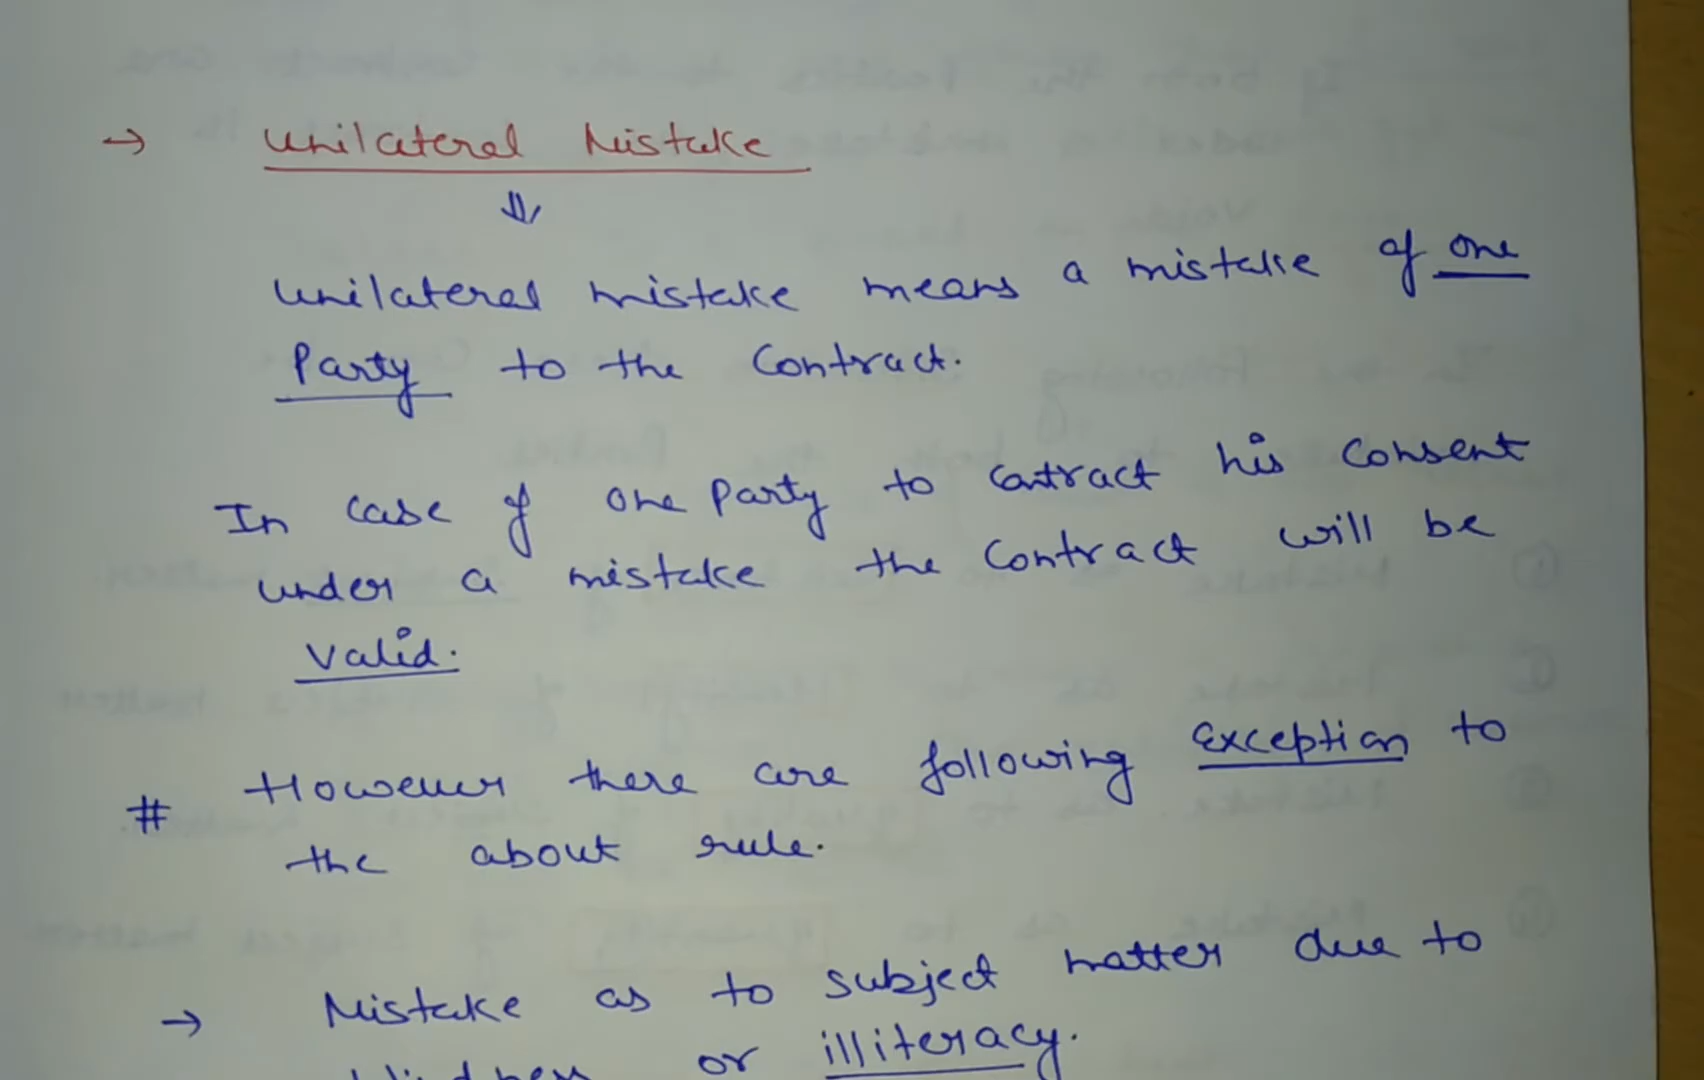 → Unilateral Mistake
⇓
Unilateral mistake means a mistake of one
Party to the Contract.
In case of one party to contract his consent
under a mistake the contract will be
valid.
# However there are following Exception to
the about rule.
→ Mistake as to subject matter due to
or illiteracy.